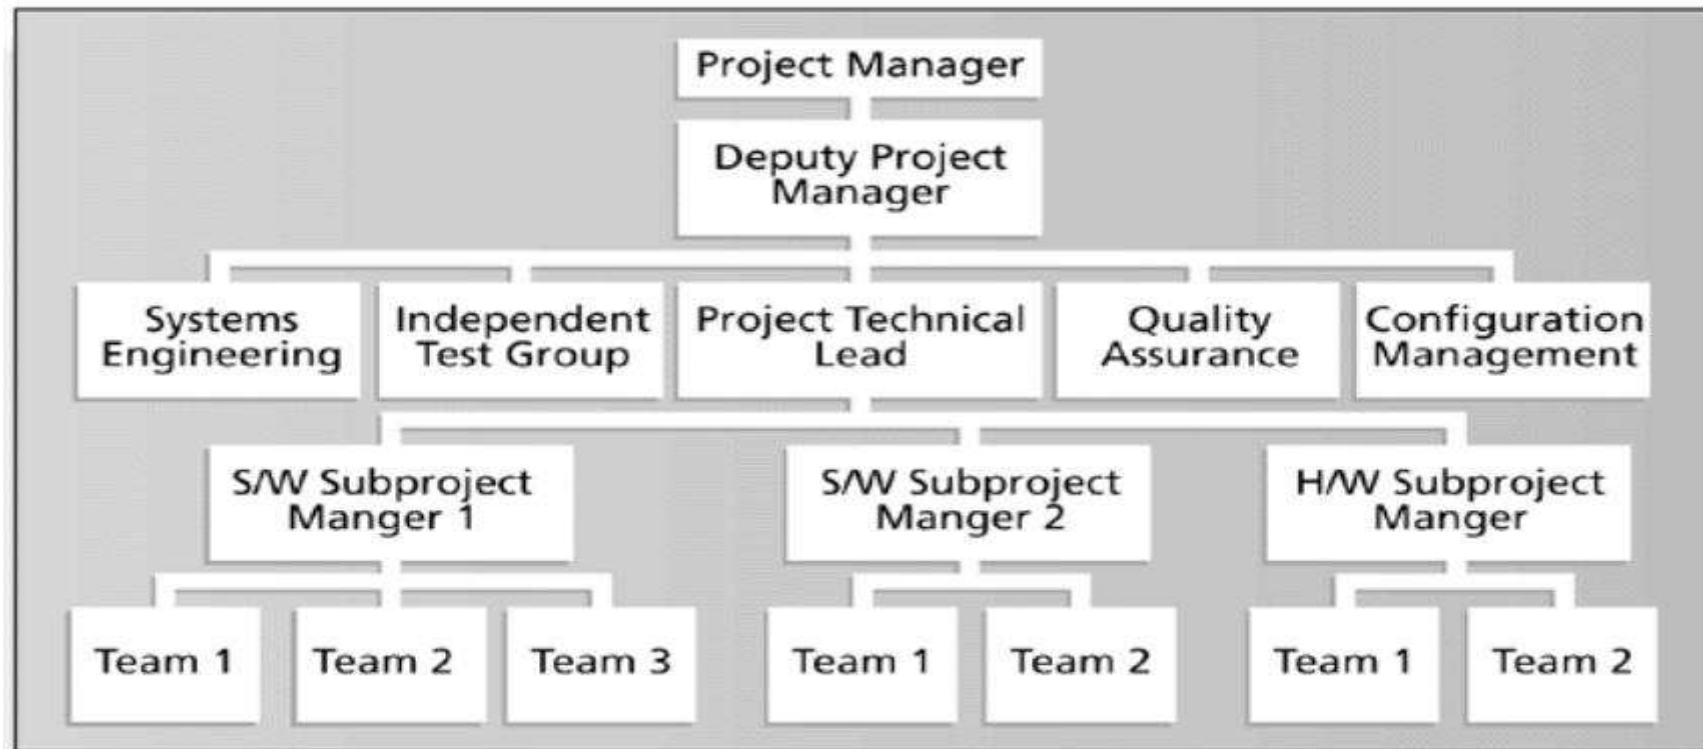 Project Manager
Deputy Project
Manager
Systems
Engineering
Independent
Test Group
Project Technical
Lead
Quality
Assurance
Configuration
Management
S/W Subproject
Manger 1
S/W Subproject
Manger 2
H/W Subproject
Manger
Team 1
Team 2
Team 3
Team 1
Team 2
Team 1
Team 2